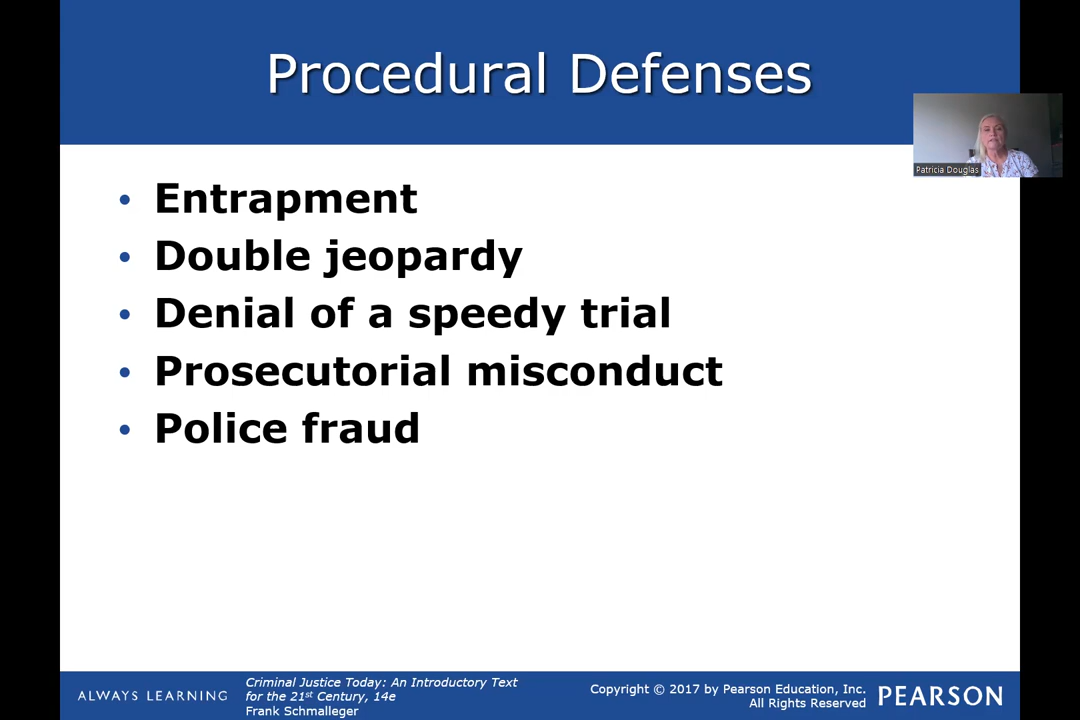 Procedural Defenses
Patricia Douglas
• Entrapment
• Double jeopardy
• Denial of a speedy trial
• Prosecutorial misconduct
• Police fraud
ALWAYS LEARNING
Criminal Justice Today: An Introductory Text
for the 21st Century, 14e
Frank Schmalleger
Copyright © 2017 by Pearson Education, Inc.
All Rights Reserved
PEARSON